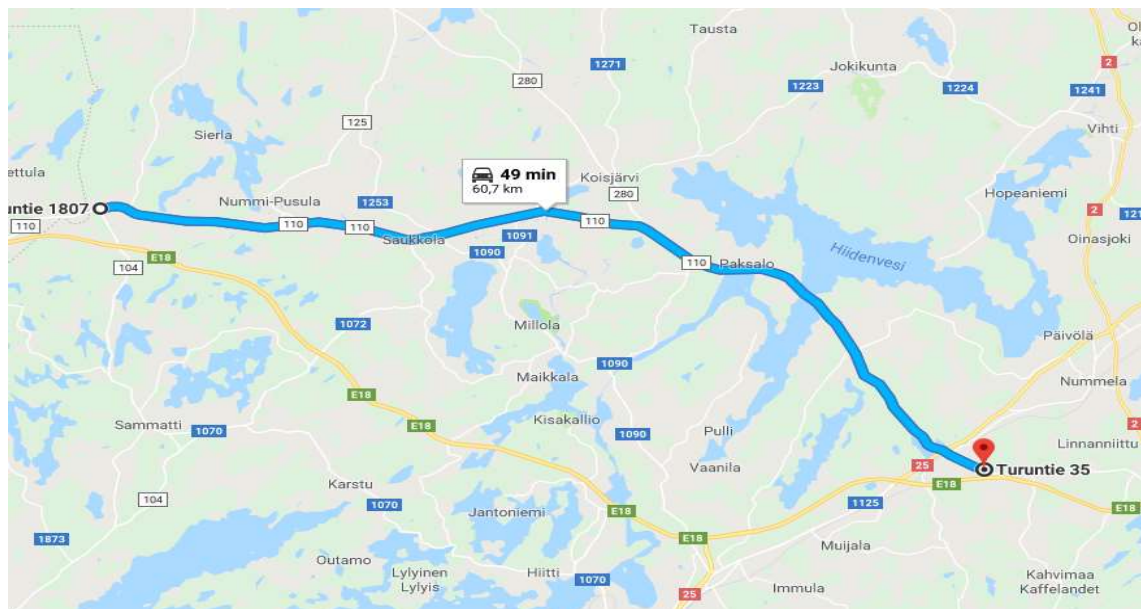 Tausta
2
1271
Jokikunta
280
1223
1224
1241
125
Vihti
Sierla
ettula
49 min
60,7 km
Koisjärvi
Hopeaniemi
280
Nummi-Pusula
1253
untie 1807
2
110
110
110
110
Saukkola
1091
Oinasjoki
1090
E18
110
Paksalo
Hiidenvesi
104
1072
Millola
Päivölä
1090
Maikkala
Nummela
E18
Kisakallio
2
Sammatti
1070
E18
1090
Pulli
Linnanniittu
Vaanila
25
Turuntie 35
Karstu
E18
104
1070
Jantoniemi
1125
E18
1873
E18
Muijala
Outamo
Lylyinen
Lylyis
Hiitti
1070
25
Immula
Kahvimaa
Kaffelandet